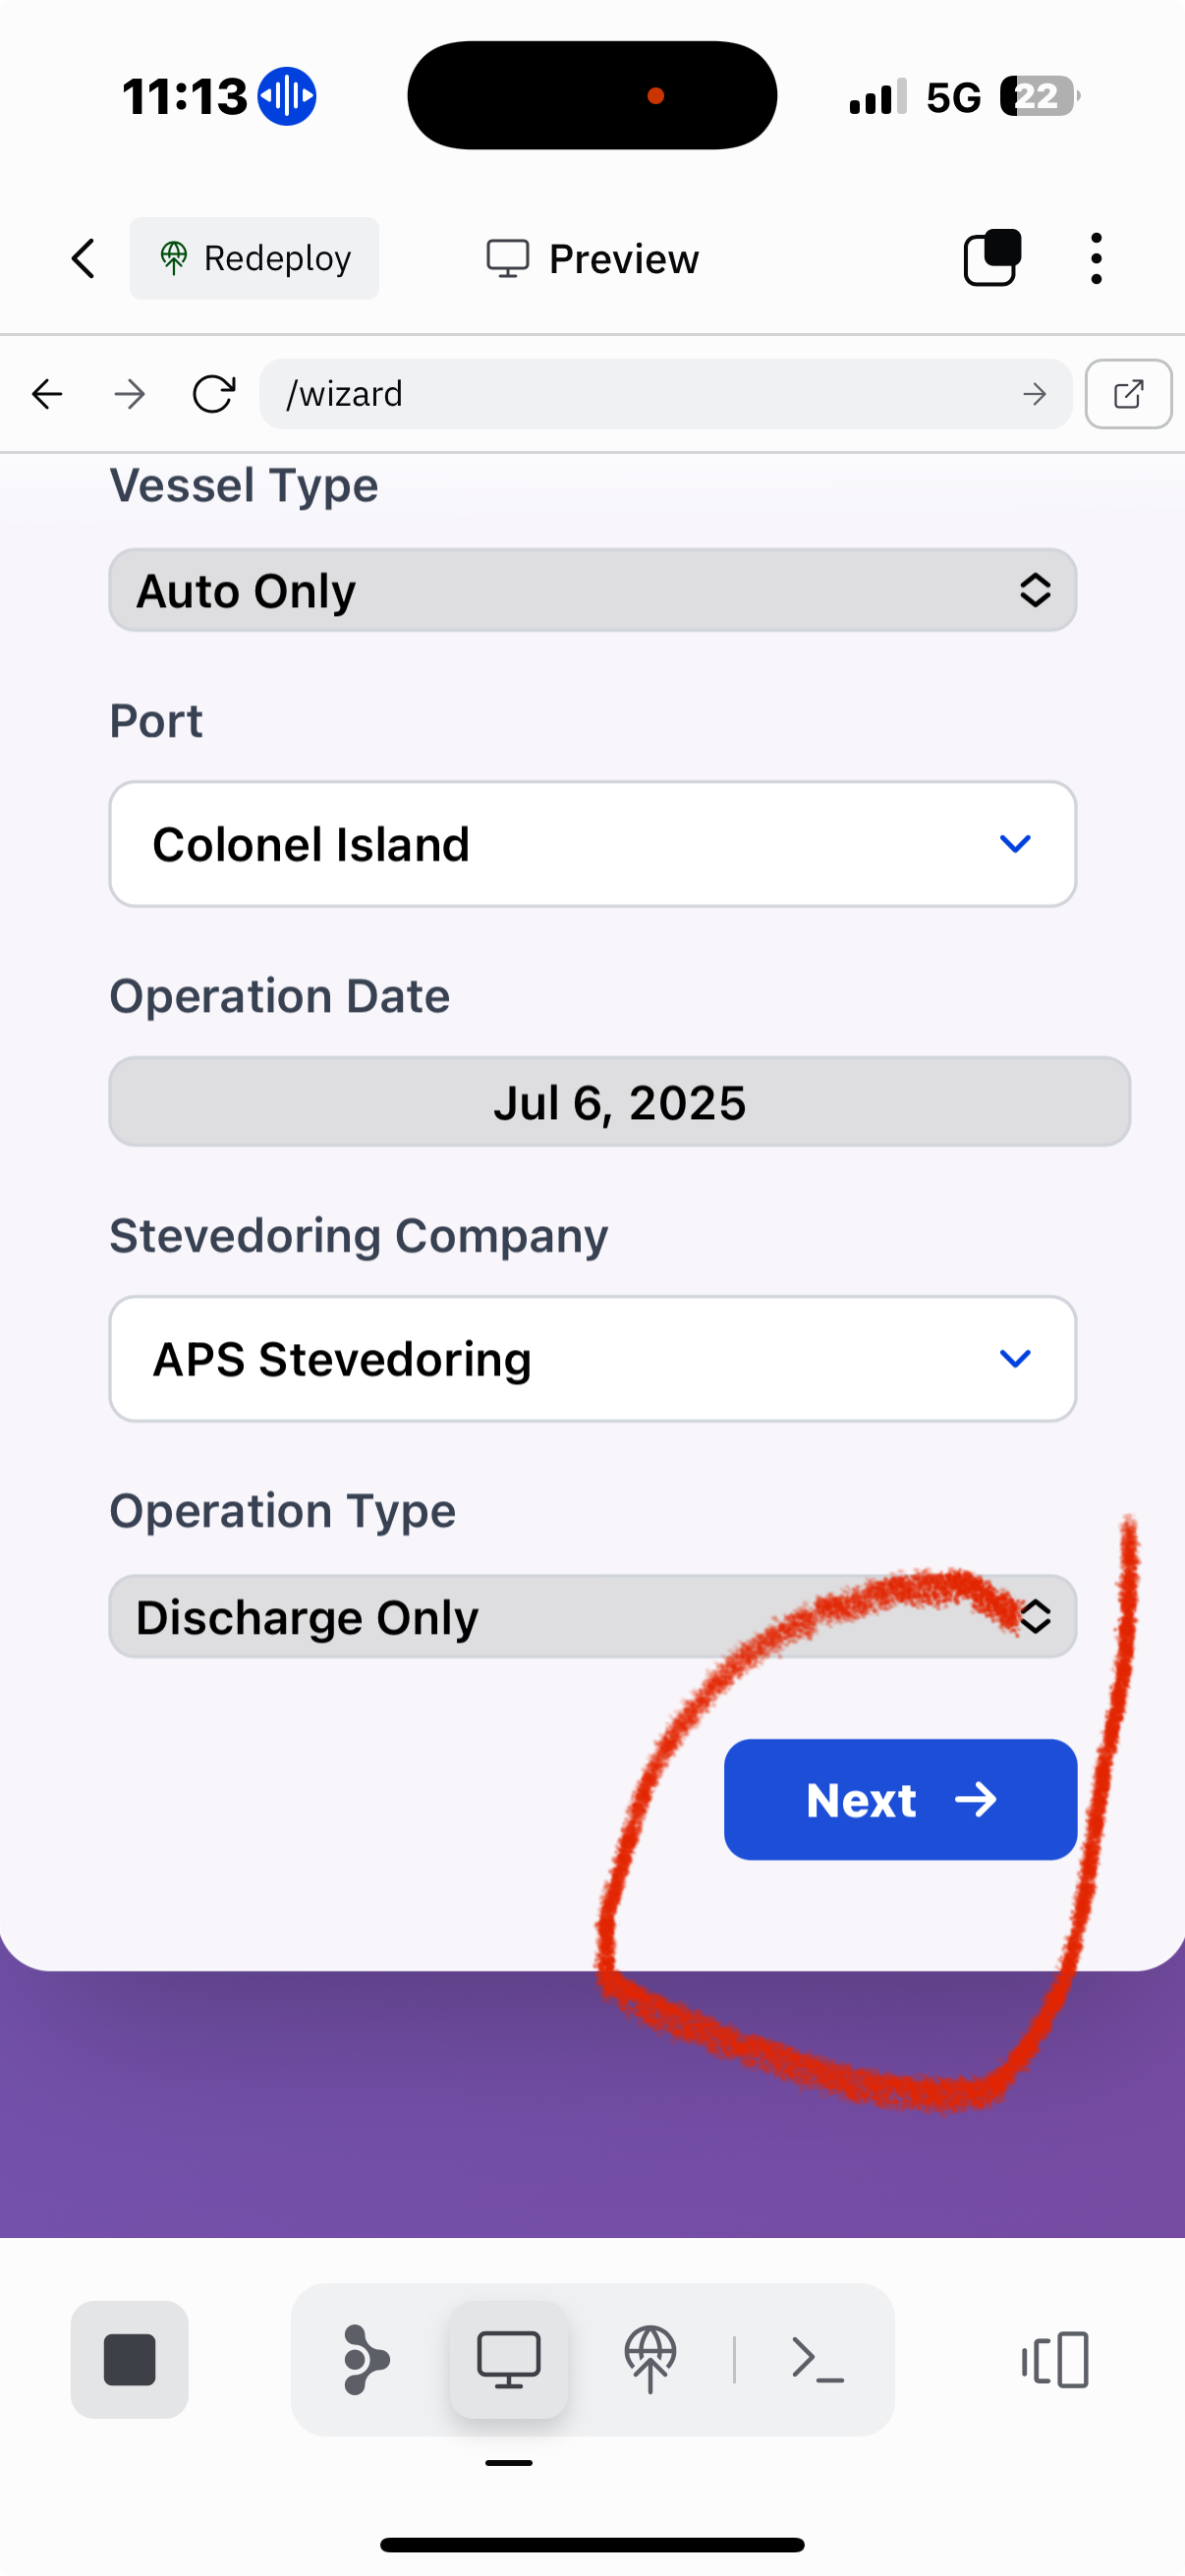 11:13 5G 22
Redeploy Preview
/wizard
Vessel Type
Auto Only
Port
Colonel Island
Operation Date
Jul 6, 2025
Stevedoring Company
APS Stevedoring
Operation Type
Discharge Only
Next →